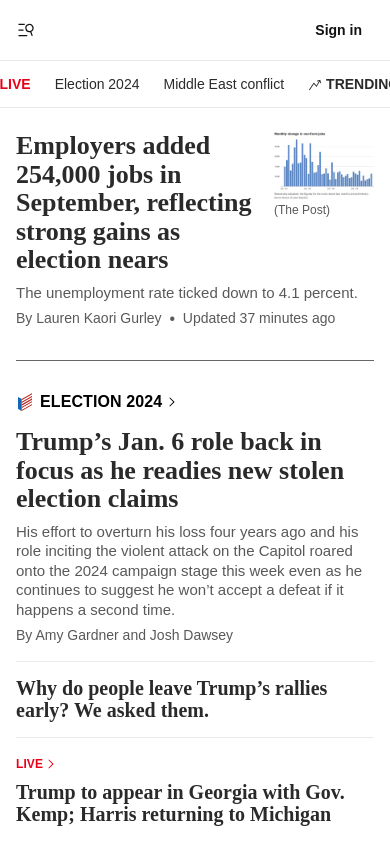 Sign in
LIVE Election 2024 Middle East conflict TRENDING
Employers added
254,000 jobs in
September, reflecting
strong gains as
election nears
(The Post)
The unemployment rate ticked down to 4.1 percent.
By Lauren Kaori Gurley • Updated 37 minutes ago
ELECTION 2024
Trump’s Jan. 6 role back in
focus as he readies new stolen
election claims
His effort to overturn his loss four years ago and his
role inciting the violent attack on the Capitol roared
onto the 2024 campaign stage this week even as he
continues to suggest he won’t accept a defeat if it
happens a second time.
By Amy Gardner and Josh Dawsey
Why do people leave Trump’s rallies
early? We asked them.
LIVE
Trump to appear in Georgia with Gov.
Kemp; Harris returning to Michigan